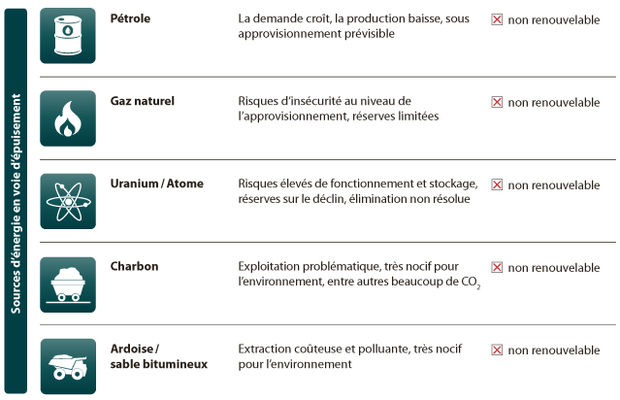 Sources d'énergie en voie d'épuisement
Pétrole
La demande croît, la production baisse, sous
approvisionnement prévisible
non renouvelable
Gaz naturel
Risques d'insécurité au niveau de
l'approvisionnement, réserves limitées
non renouvelable
Uranium / Atome
Risques élevés de fonctionnement et stockage,
réserves sur le déclin, élimination non résolue
non renouvelable
Charbon
Exploitation problématique, très nocif pour
l'environnement, entre autres beaucoup de CO₂
non renouvelable
Ardoise /
sable bitumineux
Extraction coûteuse et polluante, très nocif
pour l'environnement
non renouvelable